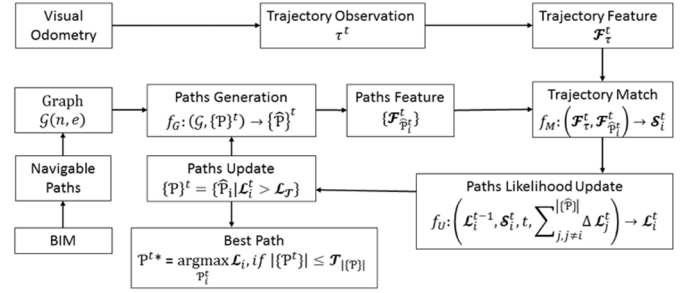 Visual
Odometry
Trajectory Observation
τ^t
Trajectory Feature
𝓕_τ^t
Graph
𝒢(n, e)
Paths Generation
f_G: (𝒢, {P}^t) → {P̂}^t
Paths Feature
{𝓕_{P̂_i}^t}
Trajectory Match
f_M: (𝓕_τ^t, 𝓕_{P̂_i^t}^t) → 𝓢_i^t
Navigable
Paths
Paths Update
{P}^t = {P̂_i|𝓛_i^t > 𝓛_𝒯}
Paths Likelihood Update
f_U: (𝓛_i^{t−1}, 𝓢_i^t, t, ∑_{j,j≠i}^{|{P̂}|} Δ 𝓛_j^t) → 𝓛_i^t
BIM
Best Path
P^t* = argmax_{P_i^t} 𝓛_i, if |{P^t}| ≤ 𝒯_{|{P}|}